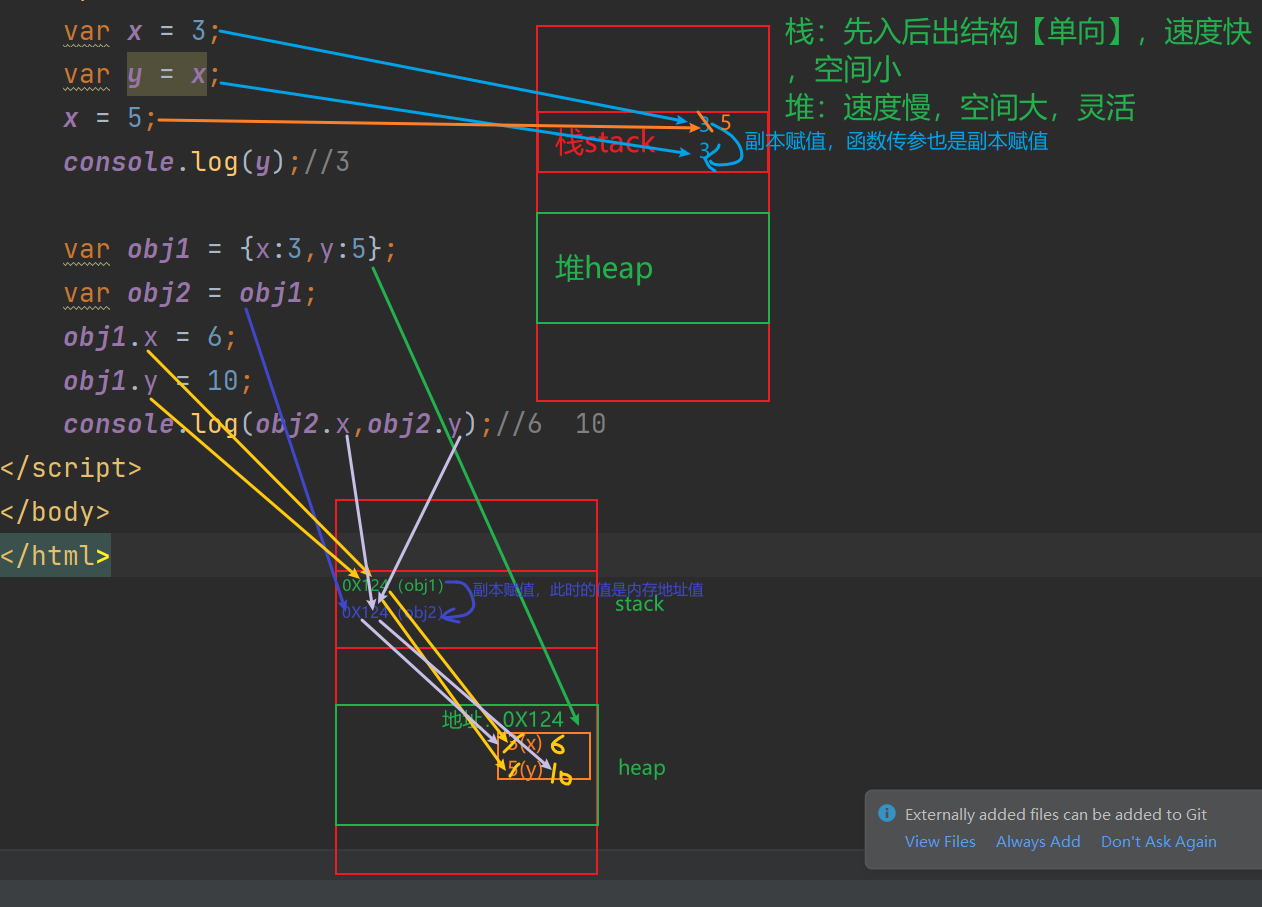 var x = 3;
var y = x;
x = 5;
console.log(y);//3
var obj1 = {x:3,y:5};
var obj2 = obj1;
obj1.x = 6;
obj1.y = 10;
console.log(obj2.x,obj2.y);//6 10
</script>
</body>
</html>
栈：先入后出结构【单向】，速度快
，空间小
堆：速度慢，空间大，灵活
3 5
栈stack
3
副本赋值，函数传参也是副本赋值
堆heap
0X124 (obj1)
副本赋值，此时的值是内存地址值
0X124 (obj2)
stack
地址：0X124
3(x) 6
5(y) 10
heap
Externally added files can be added to Git
View Files Always Add Don't Ask Again